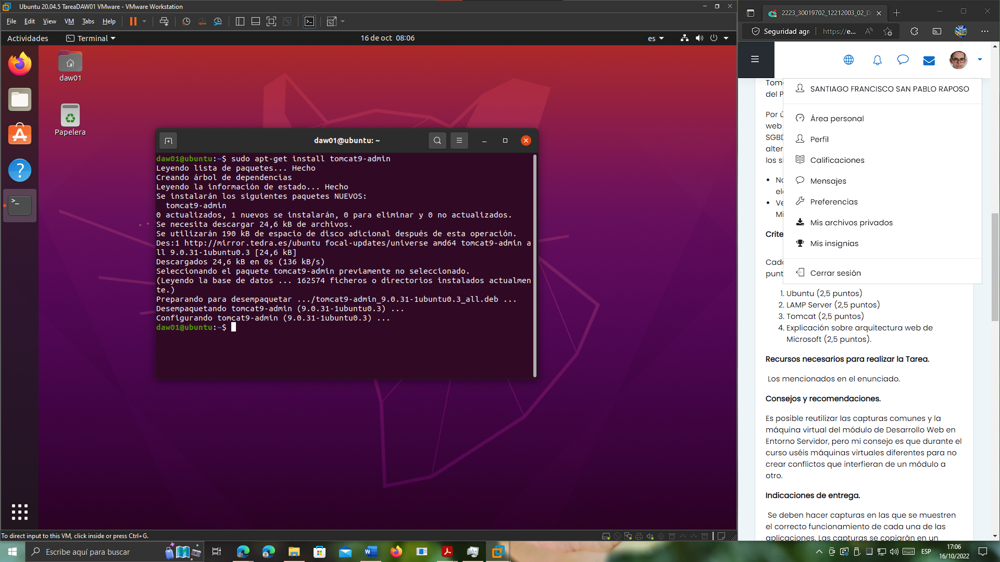 Ubuntu 20.04.5 TareaDAW01 VMware - VMware Workstation
File Edit View VM Tabs Help
Actividades
Terminal
16 de oct 08:06
es
daw01
Papelera
daw01@ubuntu: ~
daw01@ubuntu:~$ sudo apt-get install tomcat9-admin
Leyendo lista de paquetes... Hecho
Creando árbol de dependencias
Leyendo la información de estado... Hecho
Se instalarán los siguientes paquetes NUEVOS:
tomcat9-admin
0 actualizados, 1 nuevos se instalarán, 0 para eliminar y 0 no actualizados.
Se necesita descargar 24,6 kB de archivos.
Se utilizarán 190 kB de espacio de disco adicional después de esta operación.
Des:1 http://mirror.tedra.es/ubuntu focal-updates/universe amd64 tomcat9-admin a
ll 9.0.31-1ubuntu0.3 [24,6 kB]
Descargados 24,6 kB en 0s (136 kB/s)
Seleccionando el paquete tomcat9-admin previamente no seleccionado.
(Leyendo la base de datos ... 162574 ficheros o directorios instalados actualmen
te.)
Preparando para desempaquetar .../tomcat9-admin_9.0.31-1ubuntu0.3_all.deb ...
Desempaquetando tomcat9-admin (9.0.31-1ubuntu0.3) ...
Configurando tomcat9-admin (9.0.31-1ubuntu0.3) ...
daw01@ubuntu:~$
To direct input to this VM, click inside or press Ctrl+G.
2223_30019702_12212003_02_D
Seguridad agr
https://e...
Tom
del P
Por ú
web
SGBD
alter
los si
No
ele
Ve
Mi
Crite
Cada
punt
SANTIAGO FRANCISCO SAN PABLO RAPOSO
Área personal
Perfil
Calificaciones
Mensajes
Preferencias
Mis archivos privados
Mis insignias
Cerrar sesión
1. Ubuntu (2,5 puntos)
2. LAMP Server (2,5 puntos)
3. Tomcat (2,5 puntos)
4. Explicación sobre arquitectura web de
Microsoft (2,5 puntos).
Recursos necesarios para realizar la Tarea.
Los mencionados en el enunciado.
Consejos y recomendaciones.
Es posible reutilizar las capturas comunes y la
máquina virtual del módulo de Desarrollo Web en
Entorno Servidor, pero mi consejo es que durante el
curso uséis máquinas virtuales diferentes para no
crear conflictos que interfieran de un módulo a
otro.
Indicaciones de entrega.
Se deben hacer capturas en las que se muestren
el correcto funcionamiento de cada una de las
aplicaciones. Las capturas se copiarán en un
Escribe aquí para buscar
ESP
17:06
16/10/2022